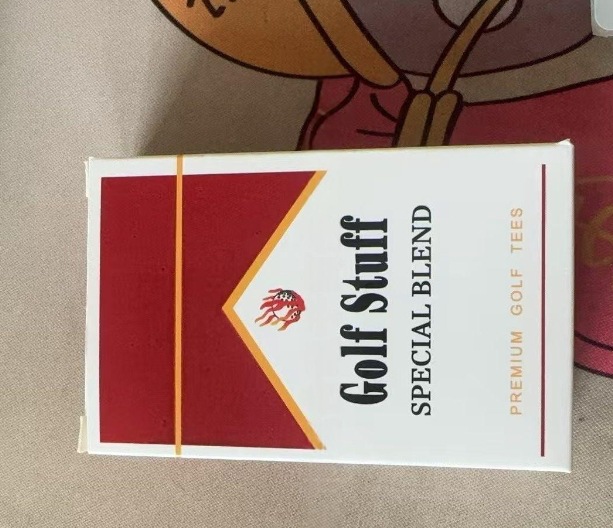 Golf Stuff
SPECIAL BLEND
PREMIUM GOLF TEES